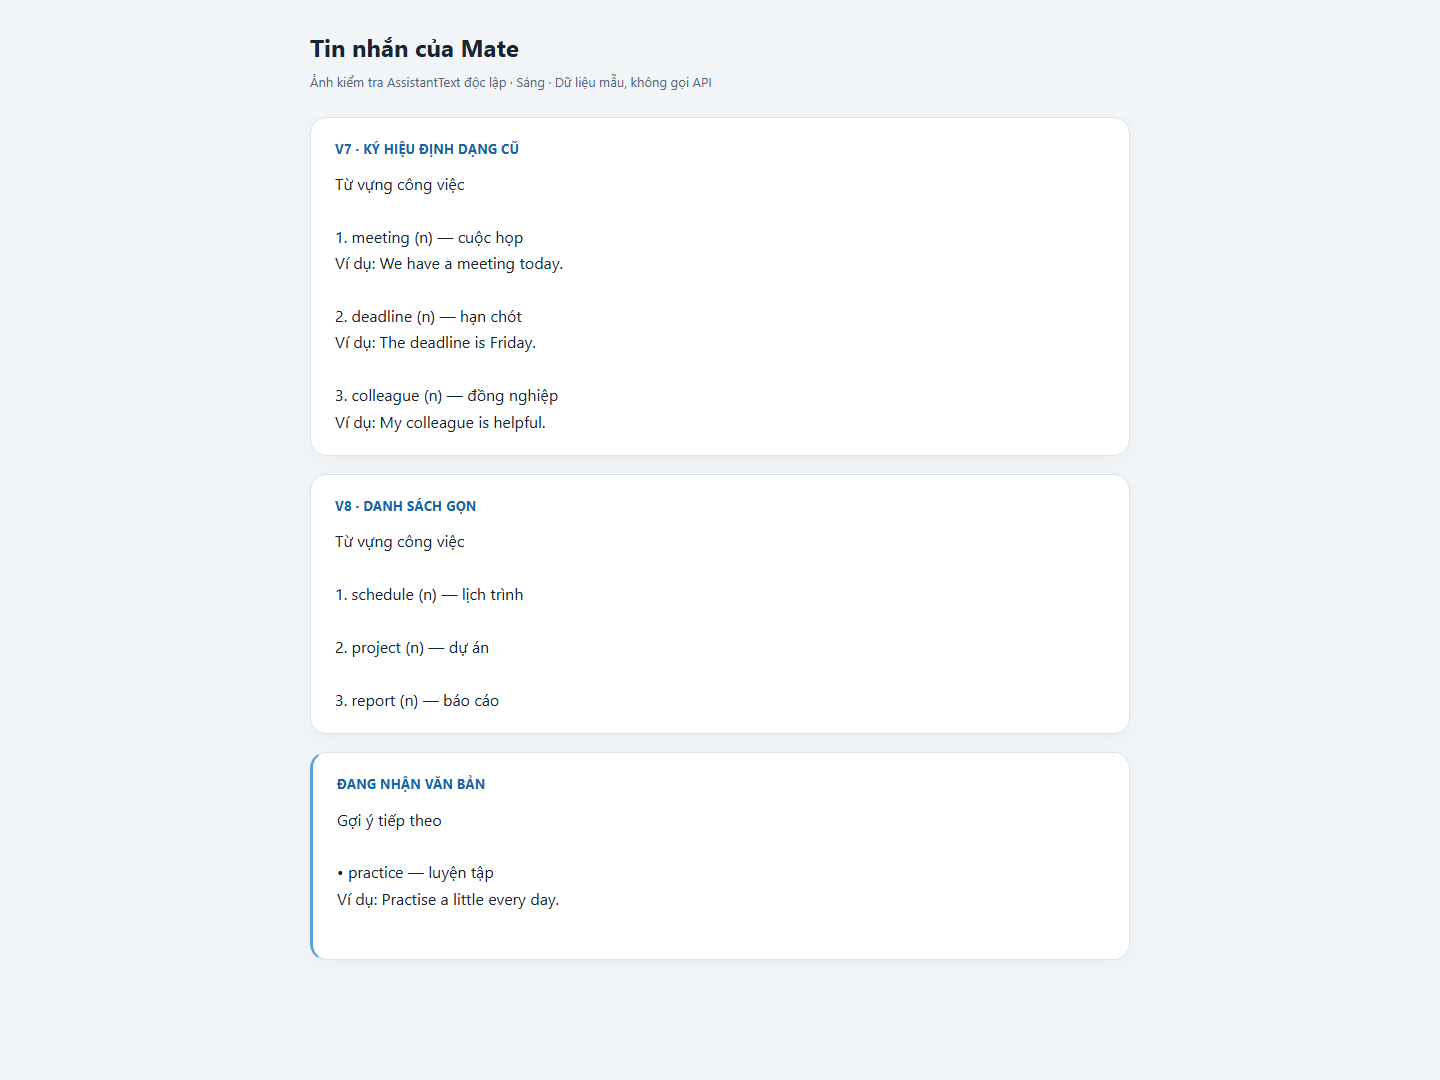 Tin nhắn của Mate
Ảnh kiểm tra AssistantText độc lập · Sáng · Dữ liệu mẫu, không gọi API
V7 · KÝ HIỆU ĐỊNH DẠNG CŨ
Từ vựng công việc
1. meeting (n) — cuộc họp
Ví dụ: We have a meeting today.
2. deadline (n) — hạn chót
Ví dụ: The deadline is Friday.
3. colleague (n) — đồng nghiệp
Ví dụ: My colleague is helpful.
V8 · DANH SÁCH GỌN
Từ vựng công việc
1. schedule (n) — lịch trình
2. project (n) — dự án
3. report (n) — báo cáo
ĐANG NHẬN VĂN BẢN
Gợi ý tiếp theo
• practice — luyện tập
Ví dụ: Practise a little every day.